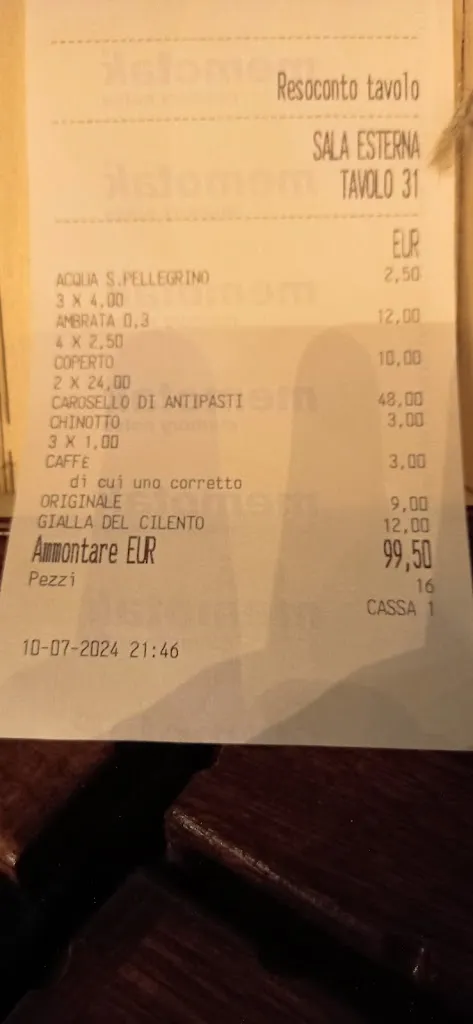 Resoconto tavolo
SALA ESTERNA
TAVOLO 31
EUR
ACQUA S.PELLEGRINO 2,50
3 X 4,00
AMBRATA 0,3 12,00
4 X 2,50
COPERTO 10,00
2 X 24,00
CAROSELLO DI ANTIPASTI 48,00
CHINOTTO 3,00
3 X 1,00
CAFFE 3,00
di cui uno corretto
ORIGINALE 9,00
GIALLA DEL CILENTO 12,00
Ammontare EUR 99,50
Pezzi 16
CASSA 1
10-07-2024 21:46